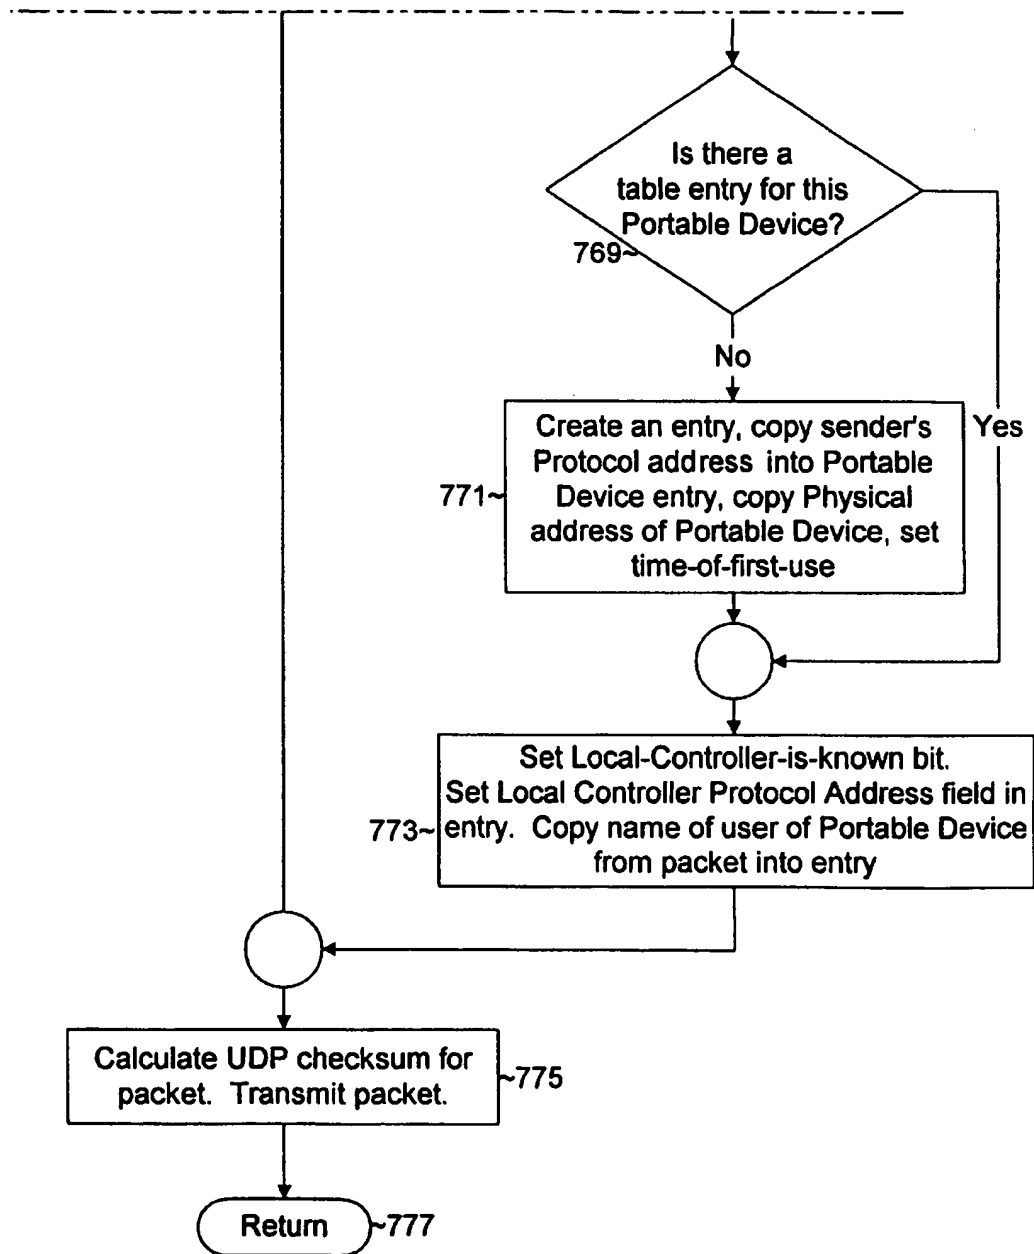 Is there a
table entry for this
Portable Device?
769~
No
Yes
Create an entry, copy sender's
Protocol address into Portable
Device entry, copy Physical
address of Portable Device, set
time-of-first-use
771~
Set Local-Controller-is-known bit.
Set Local Controller Protocol Address field in
entry. Copy name of user of Portable Device
from packet into entry
773~
Calculate UDP checksum for
packet. Transmit packet.
~775
Return
~777